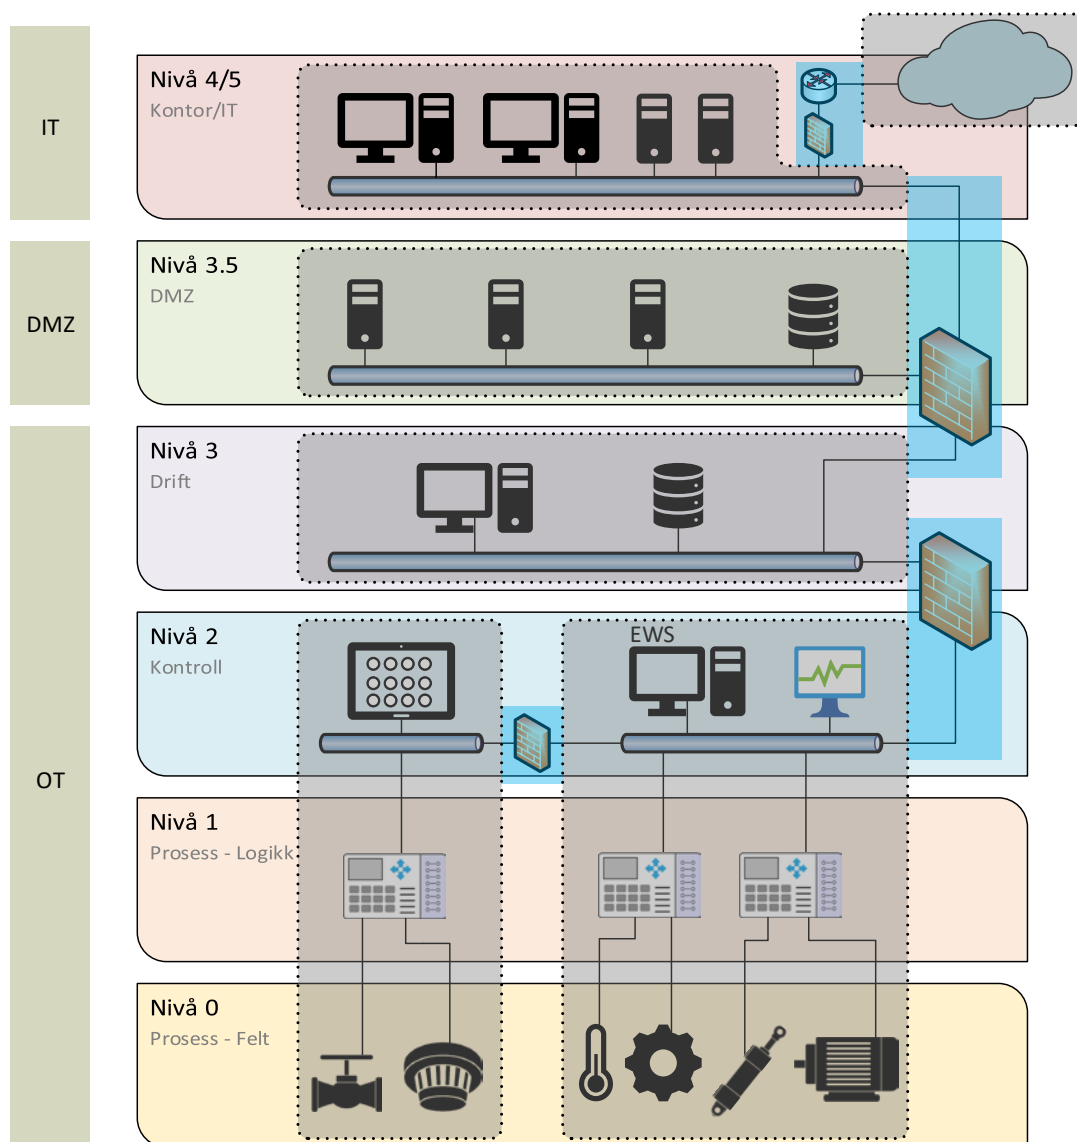 IT
Nivå 4/5
Kontor/IT
DMZ
Nivå 3.5
DMZ
OT
Nivå 3
Drift
Nivå 2
Kontroll
EWS
Nivå 1
Prosess - Logikk
Nivå 0
Prosess - Felt